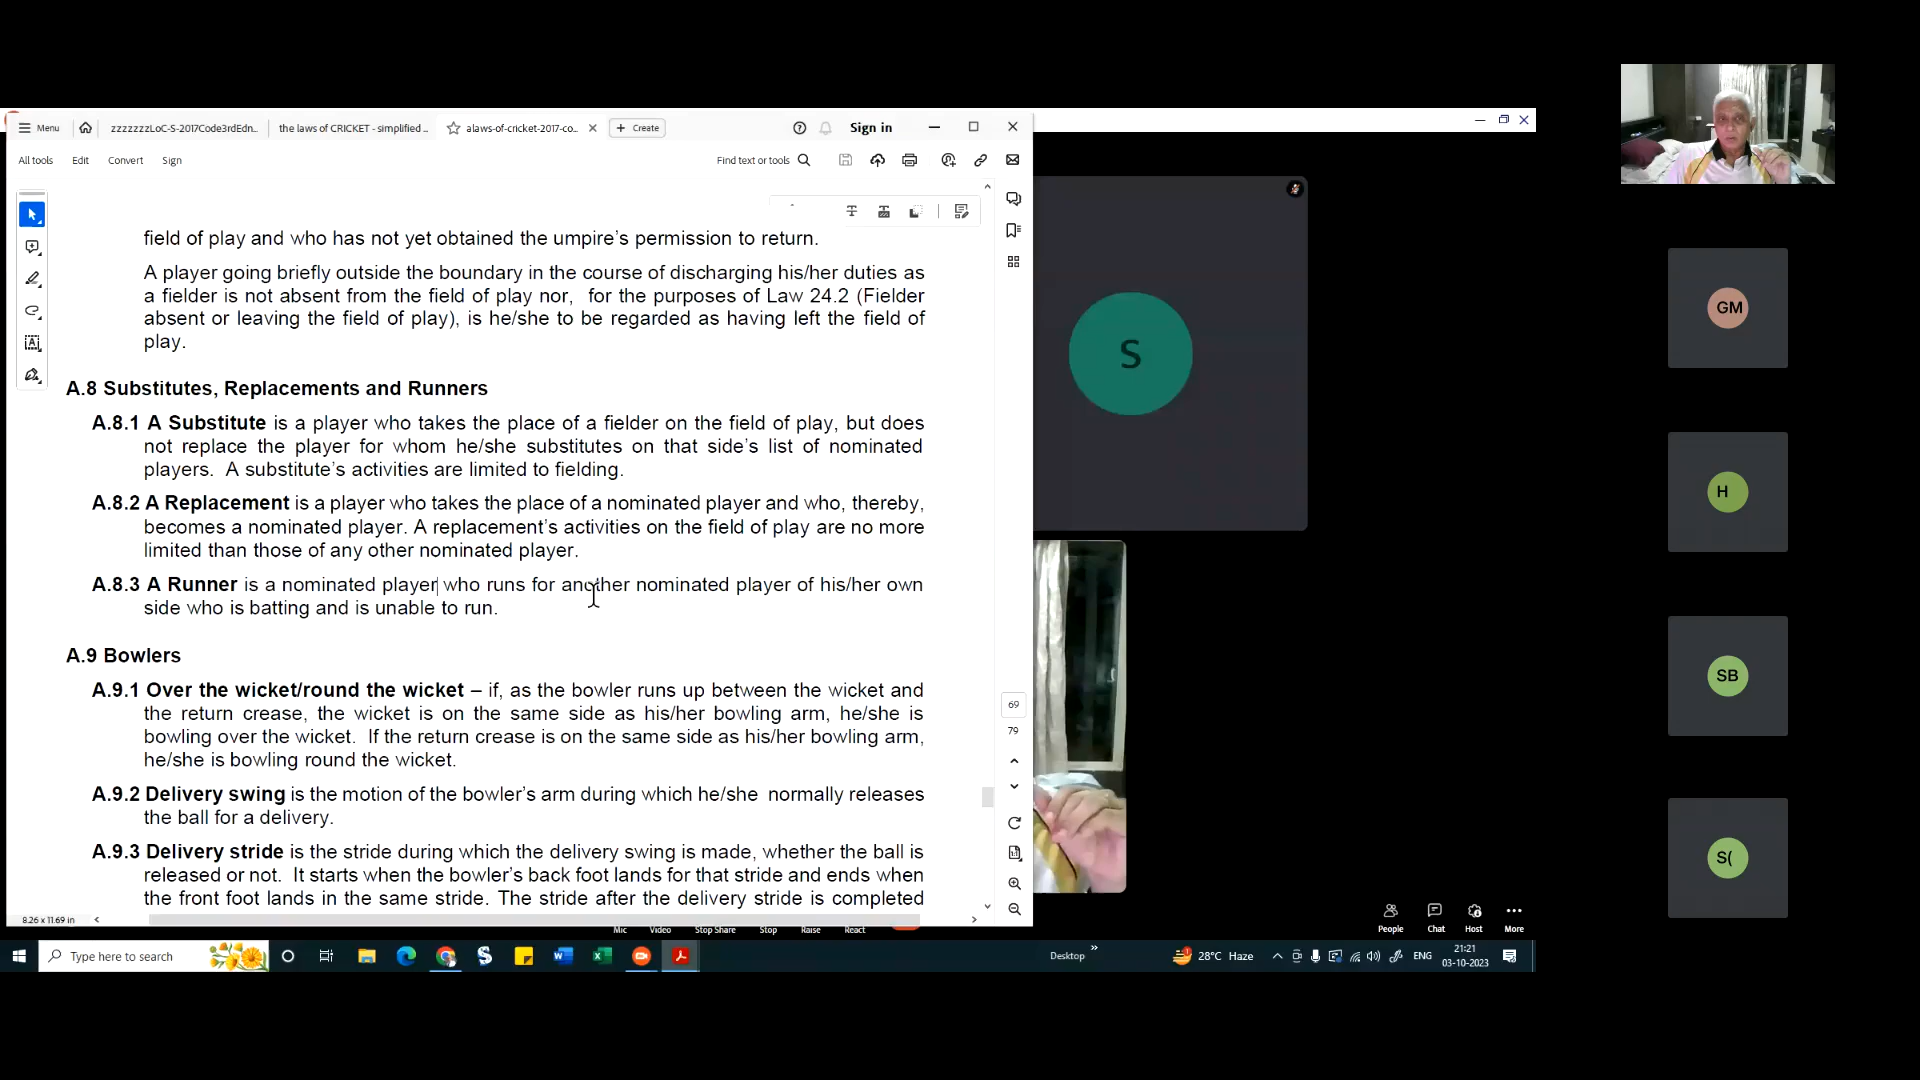 Menu
zzzzzzzLoC-S-2017Code3rdEdn...
the laws of CRICKET - simplified ...
alaws-of-cricket-2017-co...
Create
Sign in
All tools Edit Convert Sign
Find text or tools
field of play and who has not yet obtained the umpire's permission to return.
A player going briefly outside the boundary in the course of discharging his/her duties as
a fielder is not absent from the field of play nor, for the purposes of Law 24.2 (Fielder
absent or leaving the field of play), is he/she to be regarded as having left the field of
play.
A.8 Substitutes, Replacements and Runners
A.8.1 A Substitute is a player who takes the place of a fielder on the field of play, but does
not replace the player for whom he/she substitutes on that side's list of nominated
players. A substitute's activities are limited to fielding.
A.8.2 A Replacement is a player who takes the place of a nominated player and who, thereby,
becomes a nominated player. A replacement's activities on the field of play are no more
limited than those of any other nominated player.
A.8.3 A Runner is a nominated player who runs for another nominated player of his/her own
side who is batting and is unable to run.
A.9 Bowlers
A.9.1 Over the wicket/round the wicket – if, as the bowler runs up between the wicket and
the return crease, the wicket is on the same side as his/her bowling arm, he/she is
bowling over the wicket. If the return crease is on the same side as his/her bowling arm,
he/she is bowling round the wicket.
A.9.2 Delivery swing is the motion of the bowler's arm during which he/she normally releases
the ball for a delivery.
A.9.3 Delivery stride is the stride during which the delivery swing is made, whether the ball is
released or not. It starts when the bowler's back foot lands for that stride and ends when
the front foot lands in the same stride. The stride after the delivery stride is completed
69
79
8.26 x 11.69 in
S
GM
H
SB
S(
Mic Video Stop Share Stop Raise React
People Chat Host More
Type here to search
Desktop
28°C Haze
ENG
21:21
03-10-2023